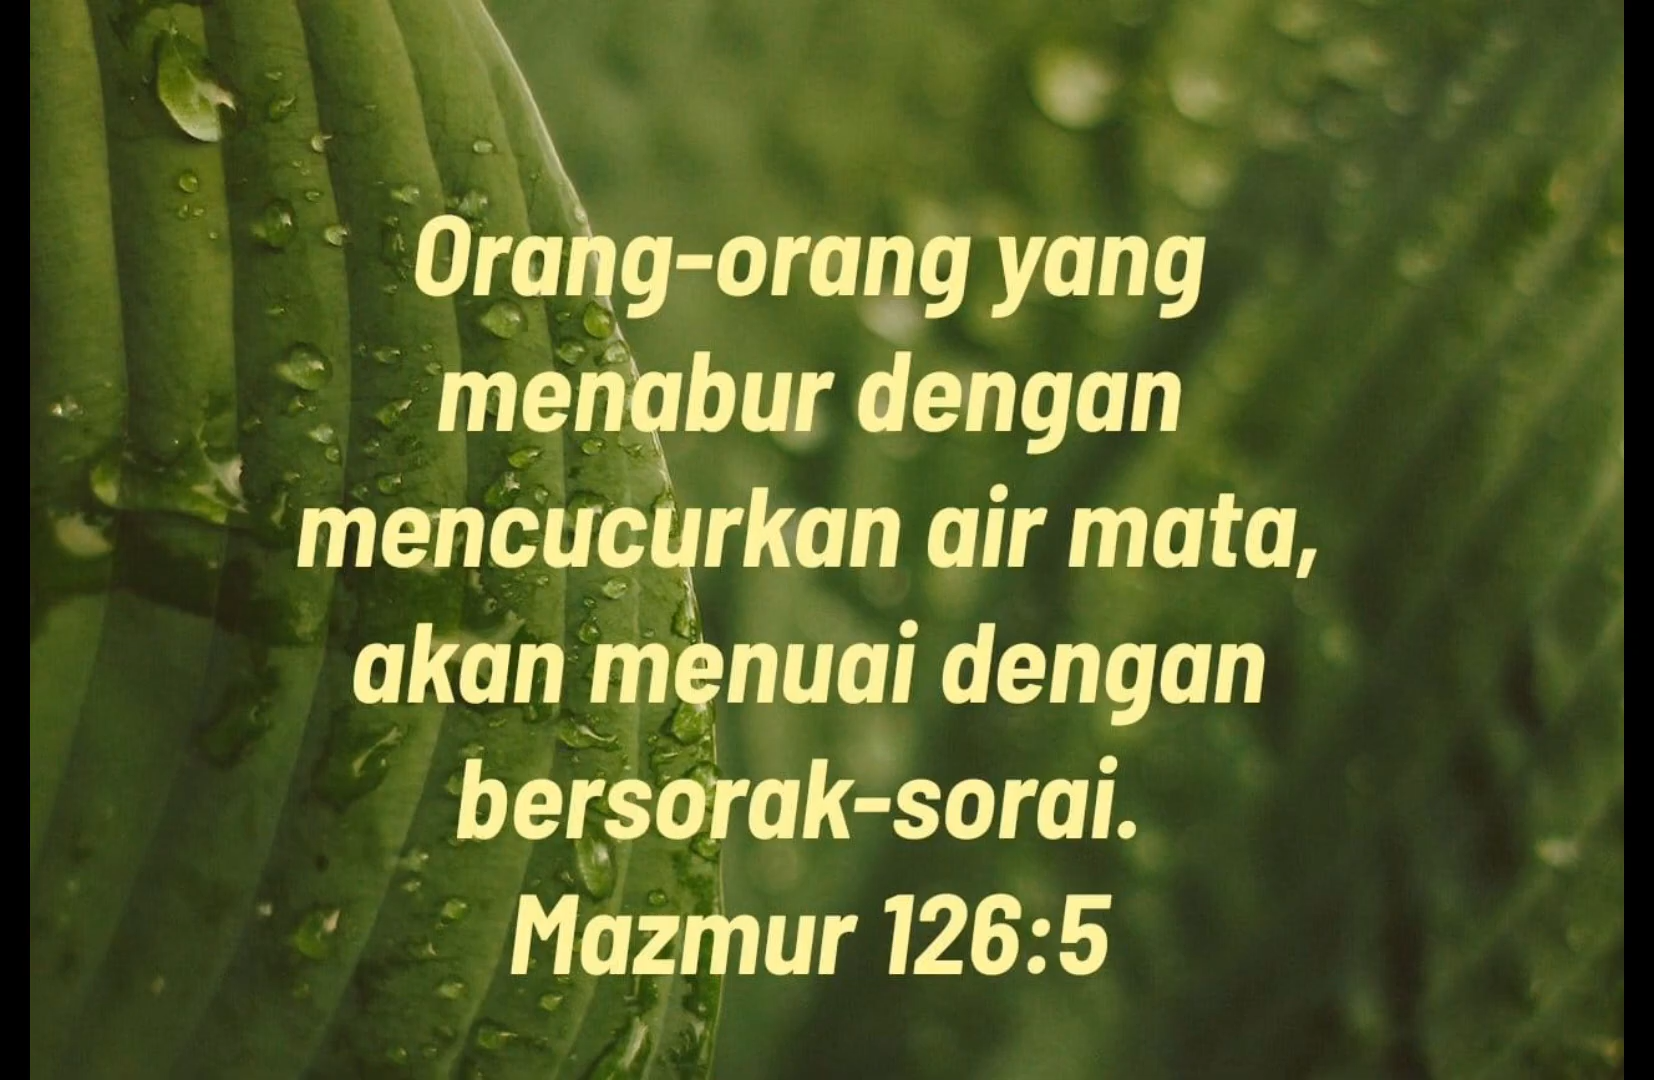 Orang-orang yang
menabur dengan
mencucurkan air mata,
akan menuai dengan
bersorak-sorai.
Mazmur 126:5